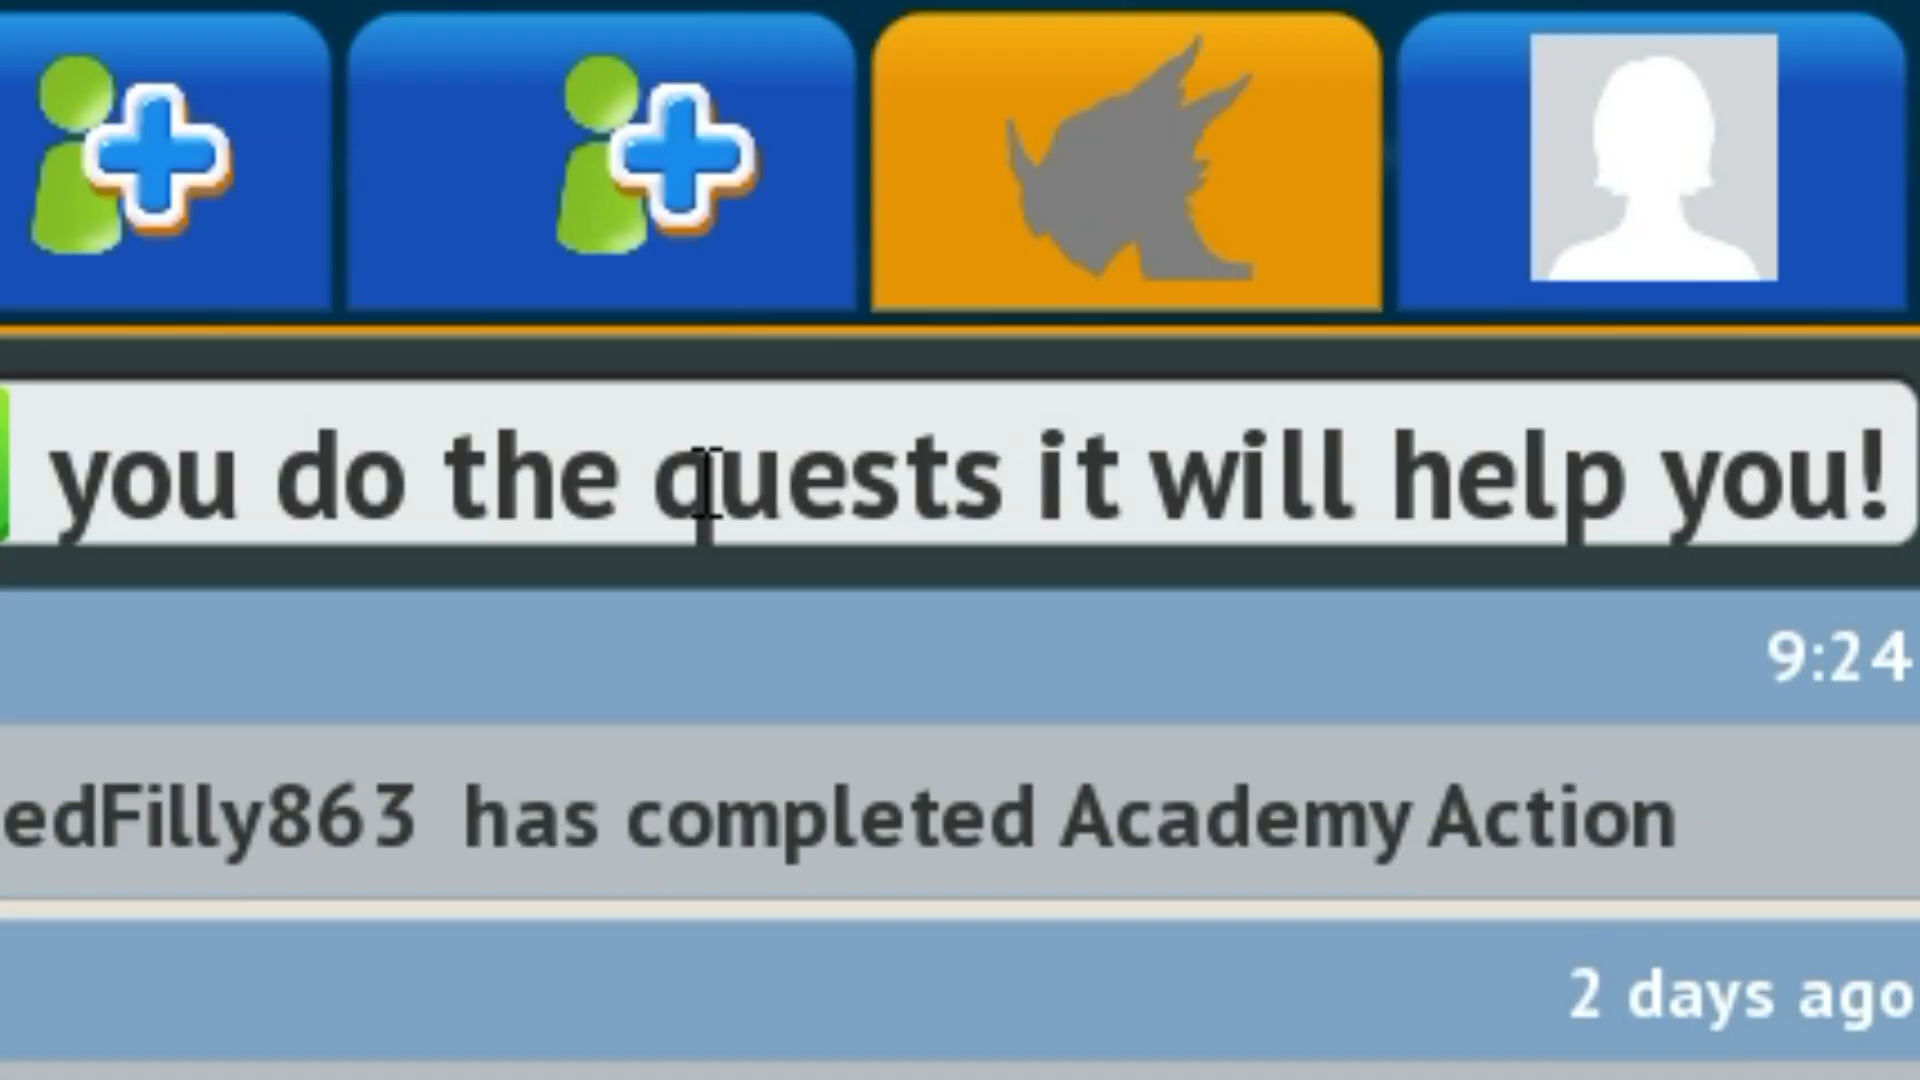 you do the quests it will help you!
9:24
edFilly863 has completed Academy Action
2 days ago